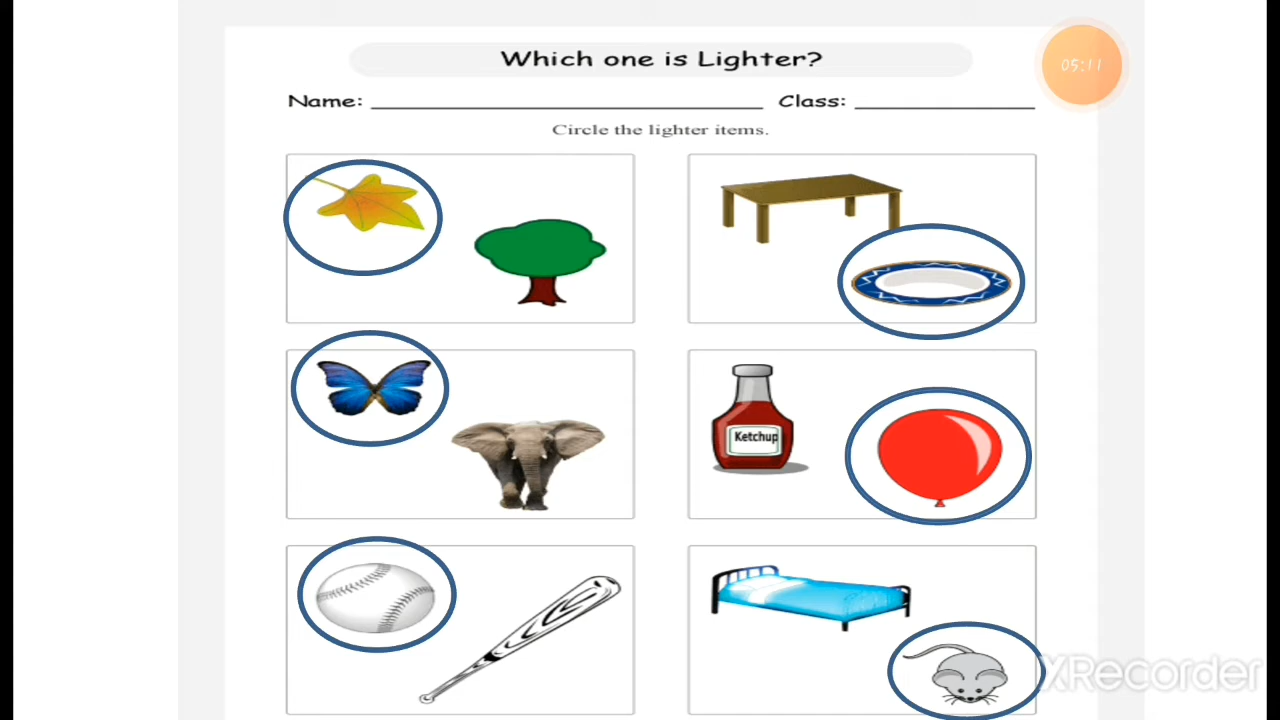 Which one is Lighter?
05:11
Name: Class:
Circle the lighter items.
Ketchup
XRecorder